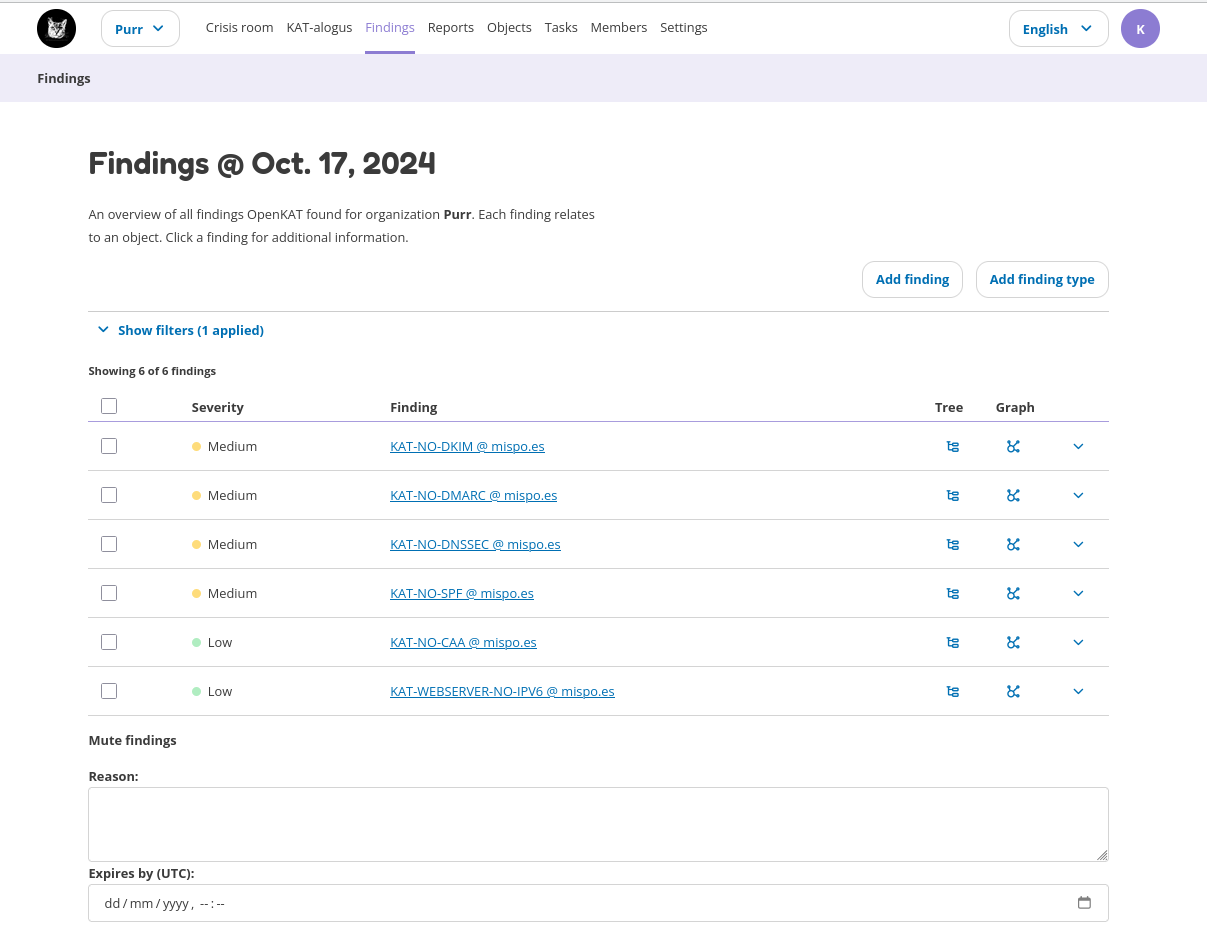 Purr Crisis room KAT-alogus Findings Reports Objects Tasks Members Settings English K
Findings
Findings @ Oct. 17, 2024
An overview of all findings OpenKAT found for organization Purr. Each finding relates
to an object. Click a finding for additional information.
Add finding Add finding type
Show filters (1 applied)
Showing 6 of 6 findings
Severity Finding Tree Graph
Medium KAT-NO-DKIM @ mispo.es
Medium KAT-NO-DMARC @ mispo.es
Medium KAT-NO-DNSSEC @ mispo.es
Medium KAT-NO-SPF @ mispo.es
Low KAT-NO-CAA @ mispo.es
Low KAT-WEBSERVER-NO-IPV6 @ mispo.es
Mute findings
Reason:
Expires by (UTC):
dd/mm/yyyy, --:--